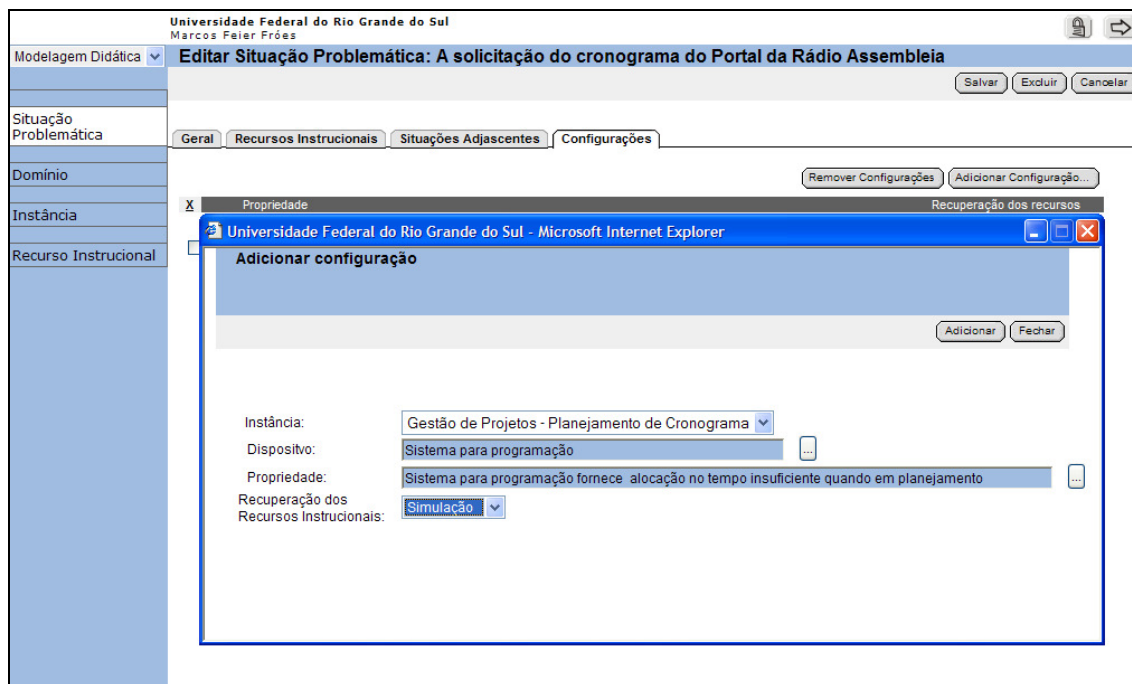 Universidade Federal do Rio Grande do Sul
Marcos Feier Fróes
Modelagem Didática
Editar Situação Problemática: A solicitação do cronograma do Portal da Rádio Assembleia
Salvar Excluir Cancelar
Situação
Problemática
Geral Recursos Instrucionais Situações Adjascentes Configurações
Domínio
Remover Configurações Adicionar Configuração...
Instância
X Propriedade Recuperação dos recursos
Universidade Federal do Rio Grande do Sul - Microsoft Internet Explorer
Recurso Instrucional
Adicionar configuração
Adicionar Fechar
Instância: Gestão de Projetos - Planejamento de Cronograma
Dispositvo: Sistema para programação ...
Propriedade: Sistema para programação fornece alocação no tempo insuficiente quando em planejamento ...
Recuperação dos
Recursos Instrucionais: Simulação